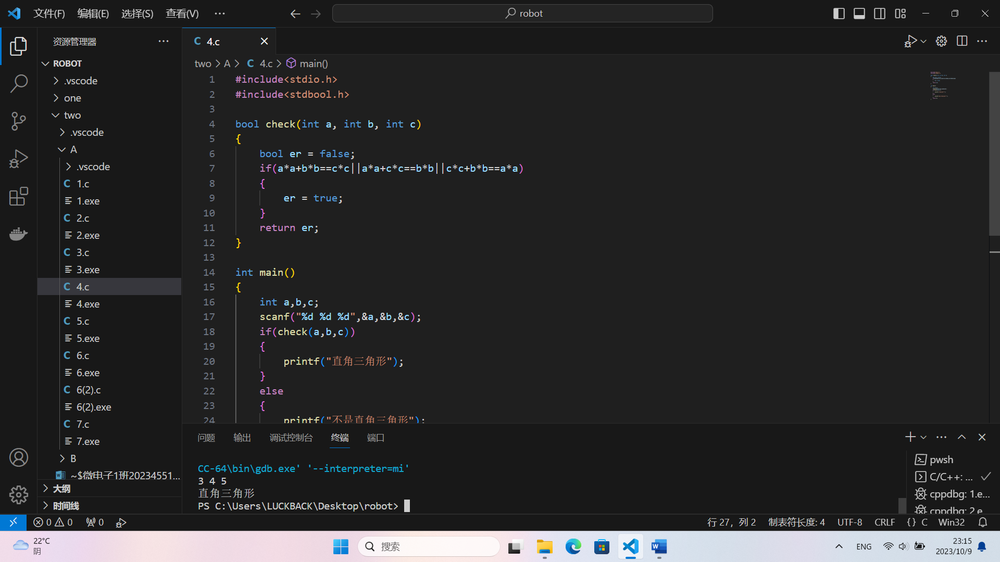 文件(F) 编辑(E) 选择(S) 查看(V) ··· robot
资源管理器 ···
ROBOT
.vscode
one
two
.vscode
A
.vscode
C 1.c
1.exe
C 2.c
2.exe
C 3.c
3.exe
C 4.c
4.exe
C 5.c
5.exe
C 6.c
6.exe
C 6(2).c
6(2).exe
C 7.c
7.exe
B
~$微电子1班20234551...
大纲
时间线
C 4.c
two > A > C 4.c > main()
1 #include<stdio.h>
2 #include<stdbool.h>
3
4 bool check(int a, int b, int c)
5 {
6 bool er = false;
7 if(a*a+b*b==c*c||a*a+c*c==b*b||c*c+b*b==a*a)
8 {
9 er = true;
10 }
11 return er;
12 }
13
14 int main()
15 {
16 int a,b,c;
17 scanf("%d %d %d",&a,&b,&c);
18 if(check(a,b,c))
19 {
20 printf("直角三角形");
21 }
22 else
23 {
24 printf("不是直角三角形");
问题 输出 调试控制台 终端 端口
CC-64\bin\gdb.exe' '--interpreter=mi'
3 4 5
直角三角形
PS C:\Users\LUCKBACK\Desktop\robot>
pwsh
C/C++: ...
cppdbg: 1.e...
cppdbg: 2.e...
0 0 0 行 27，列 2 制表符长度: 4 UTF-8 CRLF {} C Win32
22°C
阴
搜索
ENG
23:15
2023/10/9